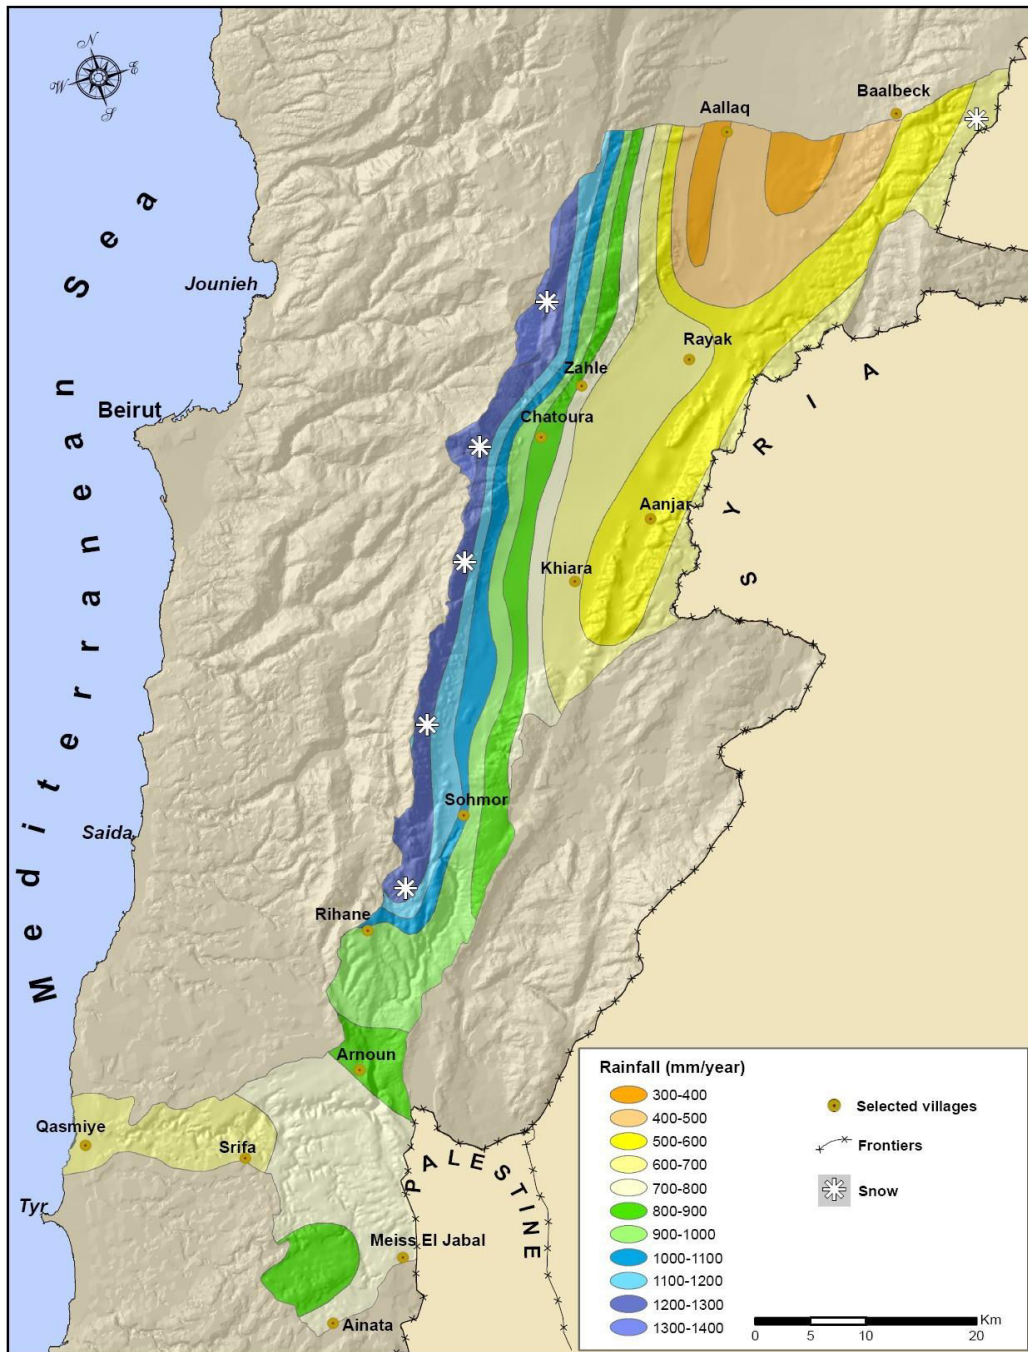 N
W
E
S
Mediterranean Sea
Aallaq
Baalbeck
Jounieh
Rayak
Zahle
Beirut
Chatoura
SYRIA
Aanjar
Khiara
Sohmor
Saida
Rihane
Arnoun
Qasmiye
Srifa
PALESTINE
Tyr
Meiss El Jabal
Ainata
Rainfall (mm/year)
300-400
400-500
500-600
600-700
700-800
800-900
900-1000
1000-1100
1100-1200
1200-1300
1300-1400
Selected villages
Frontiers
Snow
Km
0 5 10 20